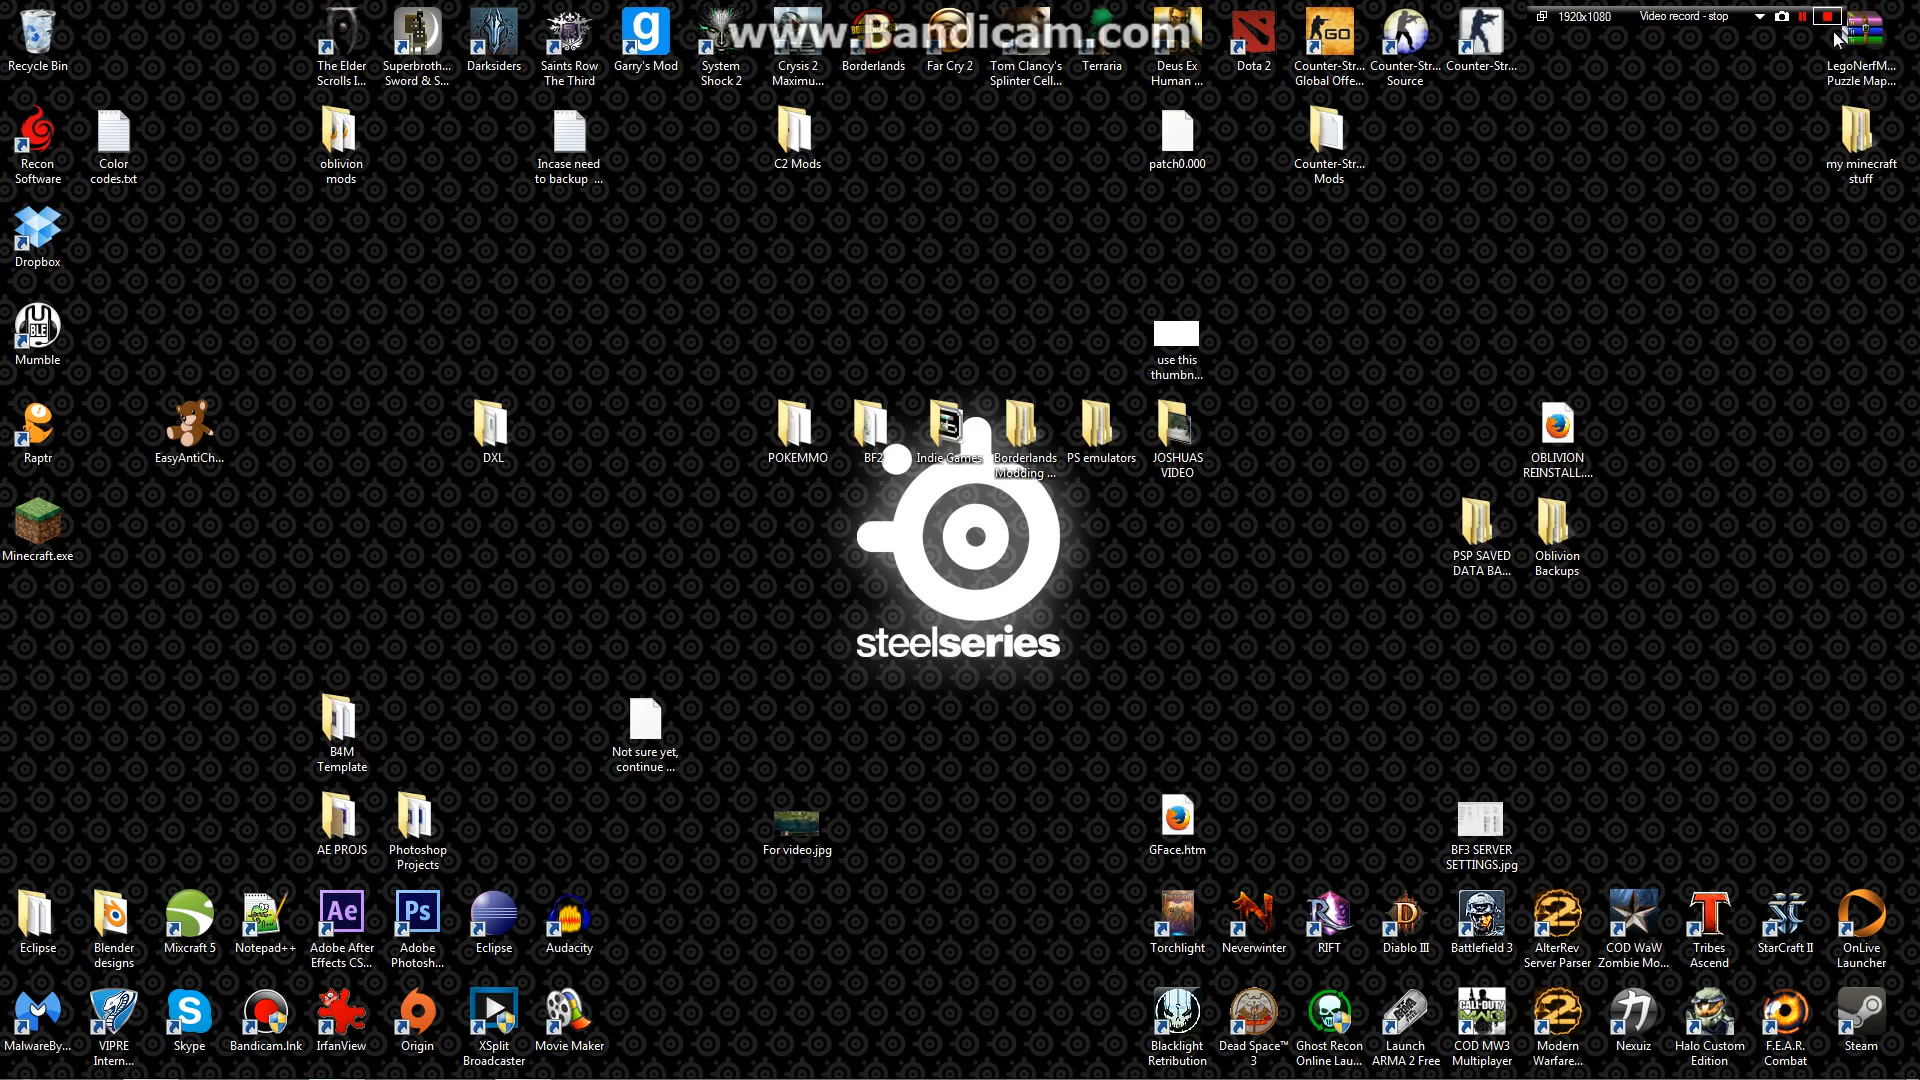 www.Bandicam.com
1920x1080 Video record - stop
Recycle Bin
The Elder
Scrolls I...
Superbroth...
Sword & S...
Darksiders
Saints Row
The Third
Garry's Mod
System
Shock 2
Crysis 2
Maximu...
Borderlands
Far Cry 2
Tom Clancy's
Splinter Cell...
Terraria
Deus Ex
Human ...
Dota 2
GO
Counter-Str...
Global Offe...
Counter-Str...
Source
Counter-Str...
LegoNerfM...
Puzzle Map...
Recon
Software
Color
codes.txt
oblivion
mods
Incase need
to backup ...
C2 Mods
patch0.000
Counter-Str...
Mods
my minecraft
stuff
Dropbox
BLE
Mumble
use this
thumbn...
Raptr
EasyAntiCh...
DXL
POKEMMO
BF2
Indie Games
Borderlands
Modding ...
PS emulators
JOSHUAS
VIDEO
OBLIVION
REINSTALL....
Minecraft.exe
PSP SAVED
DATA BA...
Oblivion
Backups
steelseries
B4M
Template
Not sure yet,
continue ...
AE PROJS
Photoshop
Projects
For video.jpg
GFace.htm
BF3 SERVER
SETTINGS.jpg
Eclipse
Blender
designs
Mixcraft 5
Notepad++
Ae
Adobe After
Effects CS...
Ps
Adobe
Photosh...
Eclipse
Audacity
Torchlight
Neverwinter
RIFT
Diablo III
Battlefield 3
AlterRev
Server Parser
COD WaW
Zombie Mo...
Tribes
Ascend
StarCraft II
OnLive
Launcher
MalwareBy...
VIPRE
Intern...
Skype
Bandicam.lnk
IrfanView
Origin
XSplit
Broadcaster
Movie Maker
Blacklight
Retribution
Dead Space™
3
Ghost Recon
Online Lau...
Launch
ARMA 2 Free
CALL·DUTY
MW3
COD MW3
Multiplayer
Modern
Warfare...
カ
Nexuiz
Halo Custom
Edition
F.E.A.R.
Combat
Steam